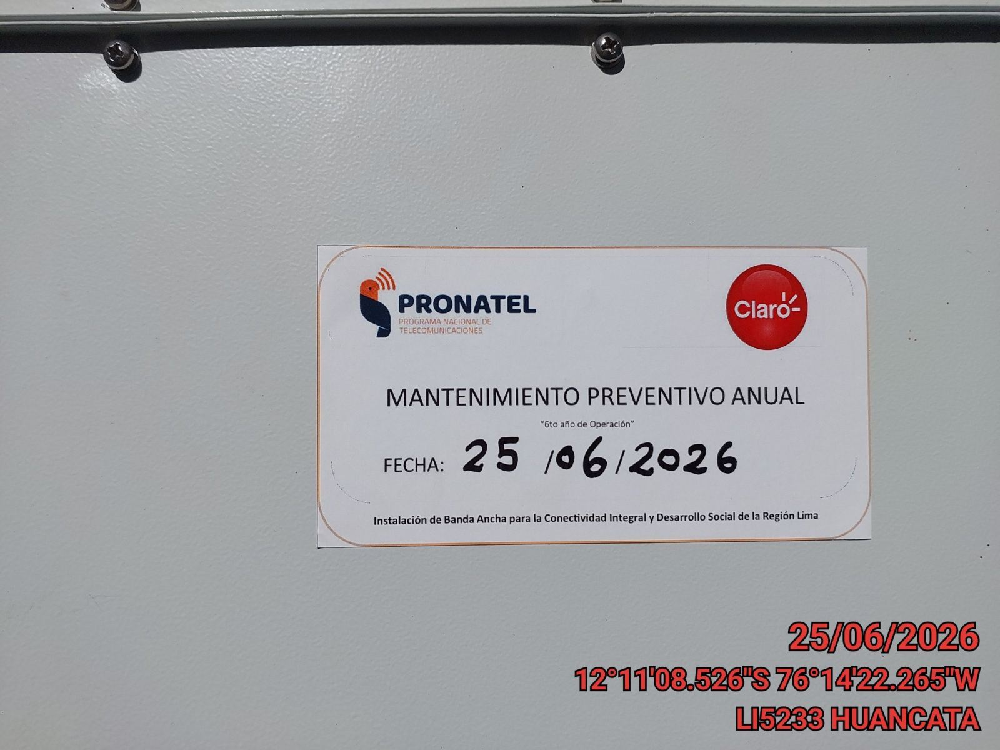 PRONATEL
PROGRAMA NACIONAL DE
TELECOMUNICACIONES
Claro
MANTENIMIENTO PREVENTIVO ANUAL
“6to año de Operación”
FECHA: 25 /06/2026
Instalación de Banda Ancha para la Conectividad Integral y Desarrollo Social de la Región Lima
25/06/2026
12°11'08.526"S 76°14'22.265"W
LI5233 HUANCATA